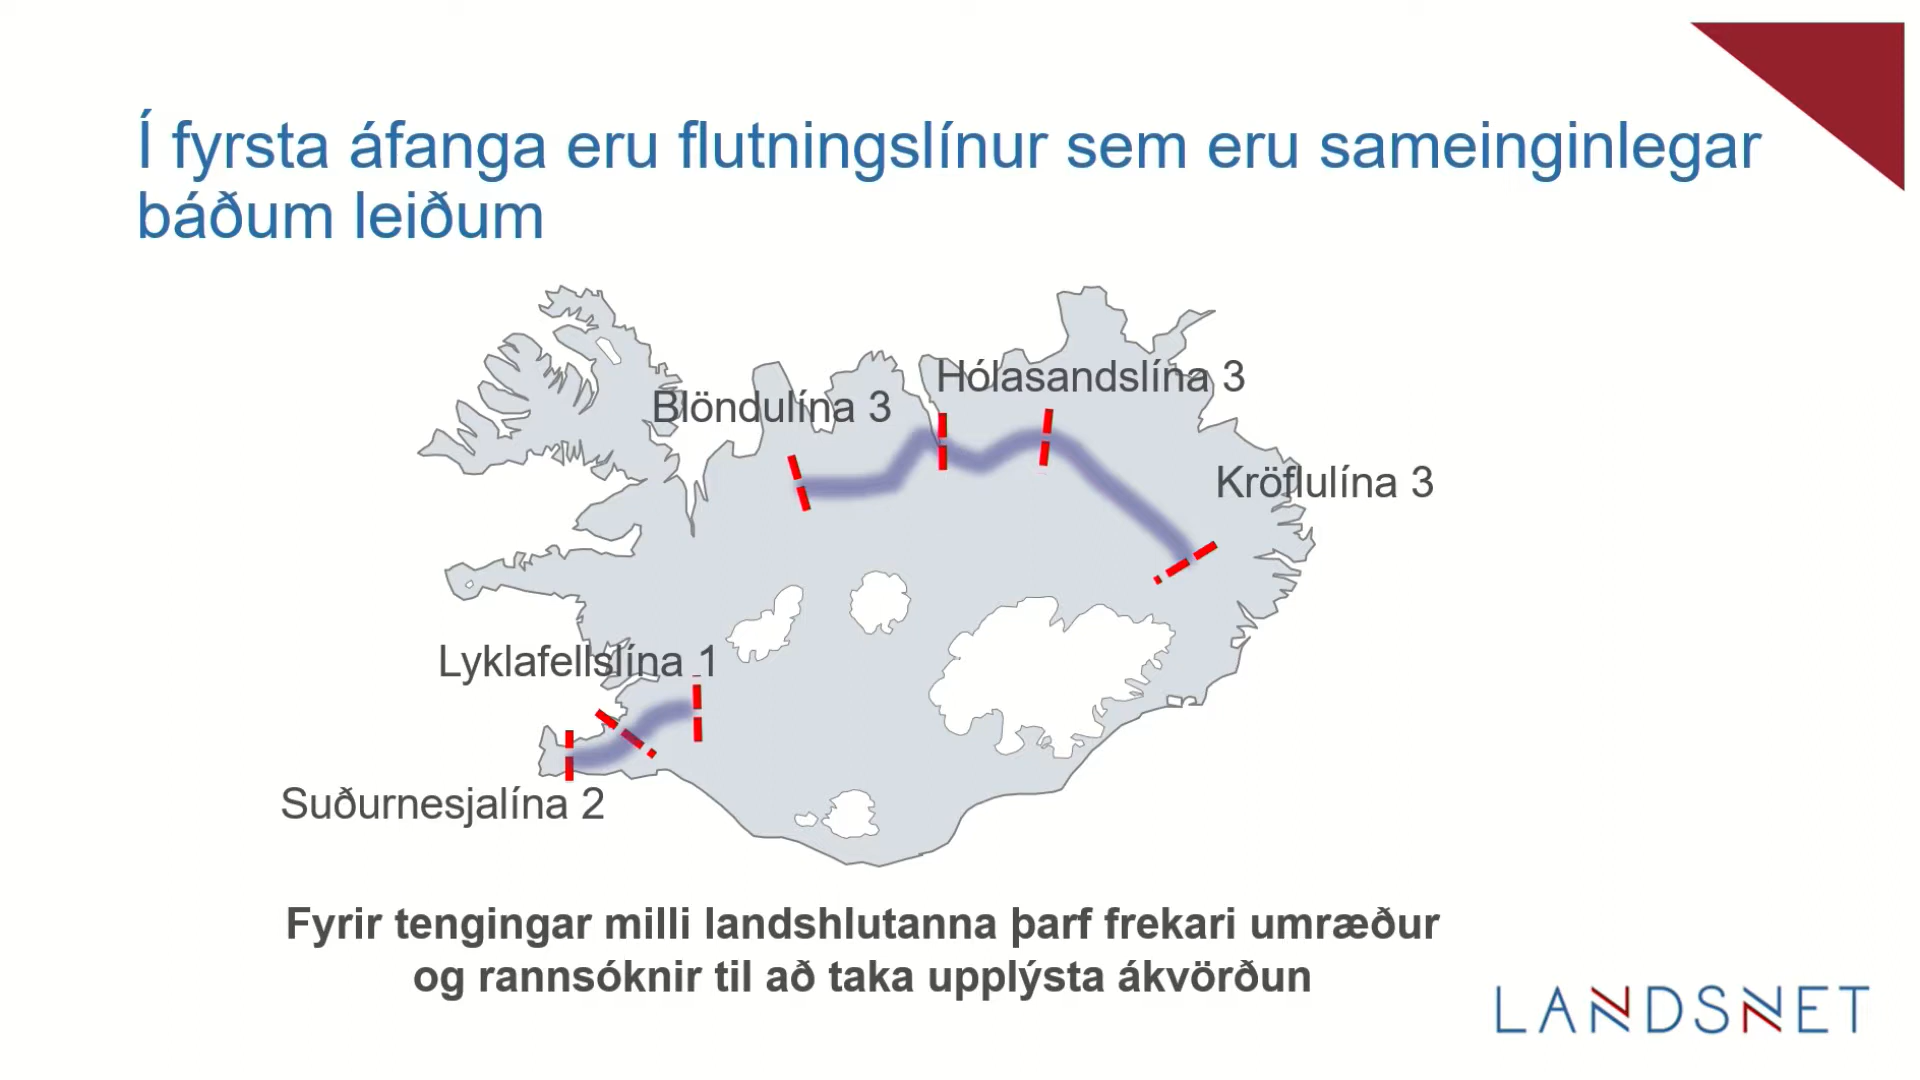 Í fyrsta áfanga eru flutningslínur sem eru sameinginlegar
báðum leiðum
Hólasandslína 3
Blöndulína 3
Kröflulína 3
Lyklafellslína 1
Suðurnesjalína 2
Fyrir tengingar milli landshlutanna þarf frekari umræður
og rannsóknir til að taka upplýsta ákvörðun
LANDSNET